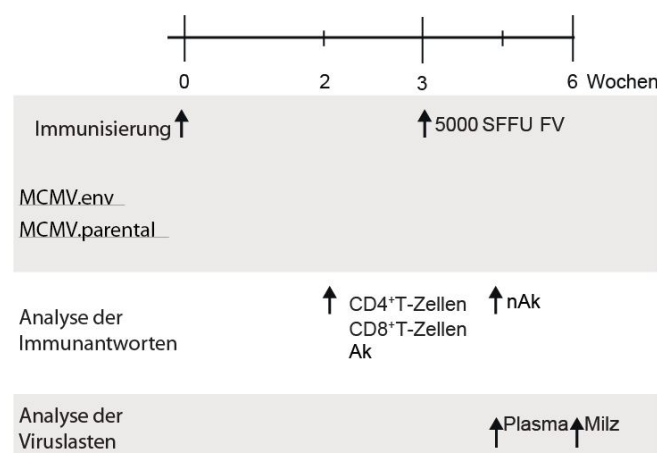 0 2 3 6 Wochen
Immunisierung 5000 SFFU FV
MCMV.env
MCMV.parental
Analyse der
Immunantworten
CD4⁺T-Zellen
CD8⁺T-Zellen
Ak
nAk
Analyse der
Viruslasten
Plasma Milz